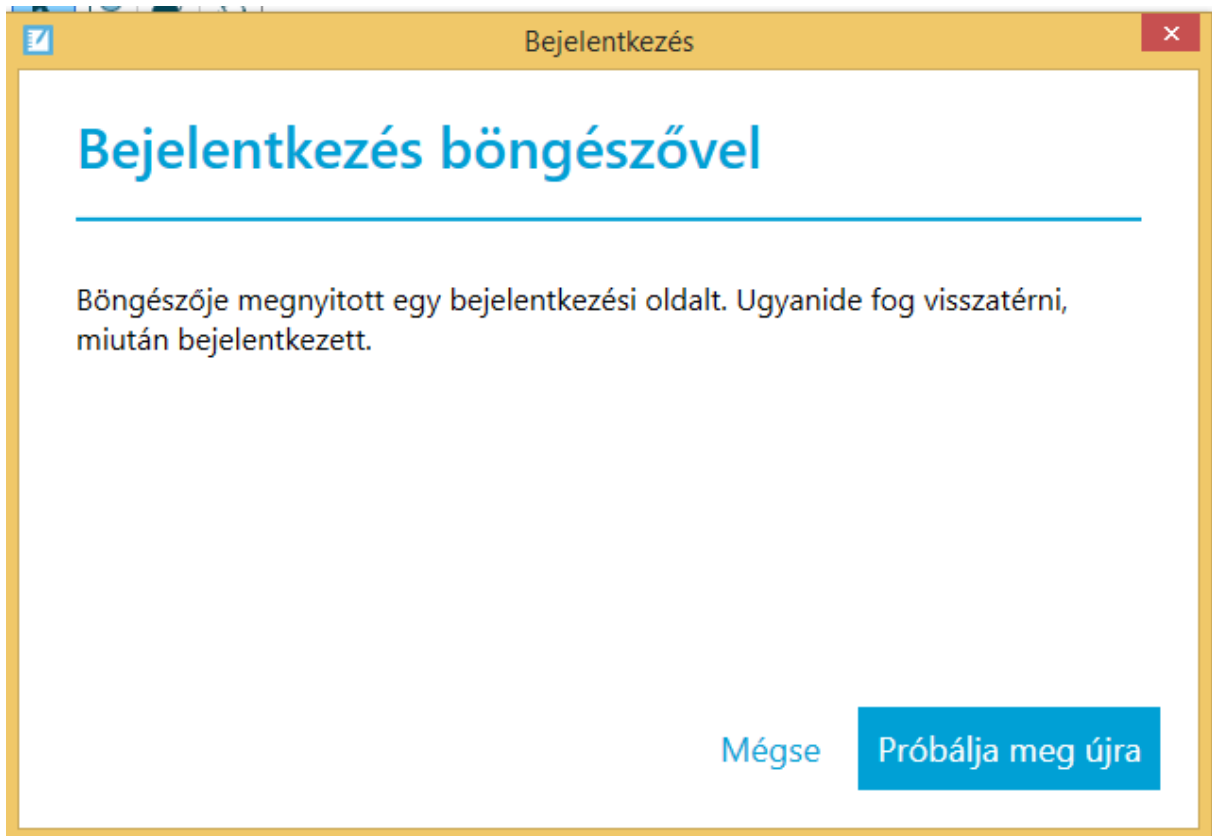 Bejelentkezés
Bejelentkezés böngészővel
Böngészője megnyitott egy bejelentkezési oldalt. Ugyanide fog visszatérni,
miután bejelentkezett.
Mégse
Próbálja meg újra